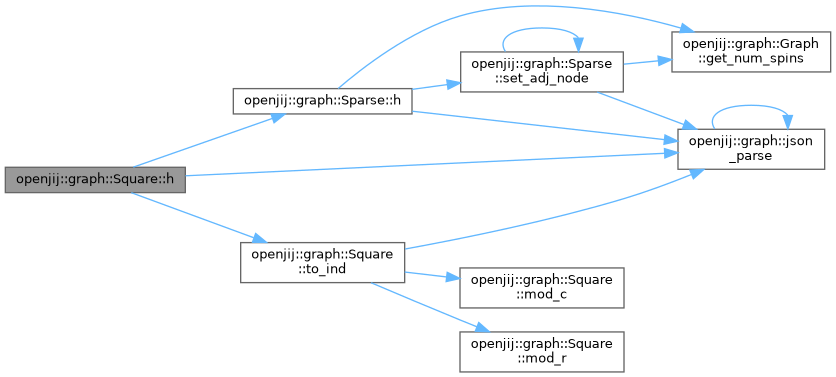 openjij::graph::Square::h
openjij::graph::Sparse::h
openjij::graph::Sparse
::set_adj_node
openjij::graph::Graph
::get_num_spins
openjij::graph::json
_parse
openjij::graph::Square
::to_ind
openjij::graph::Square
::mod_c
openjij::graph::Square
::mod_r